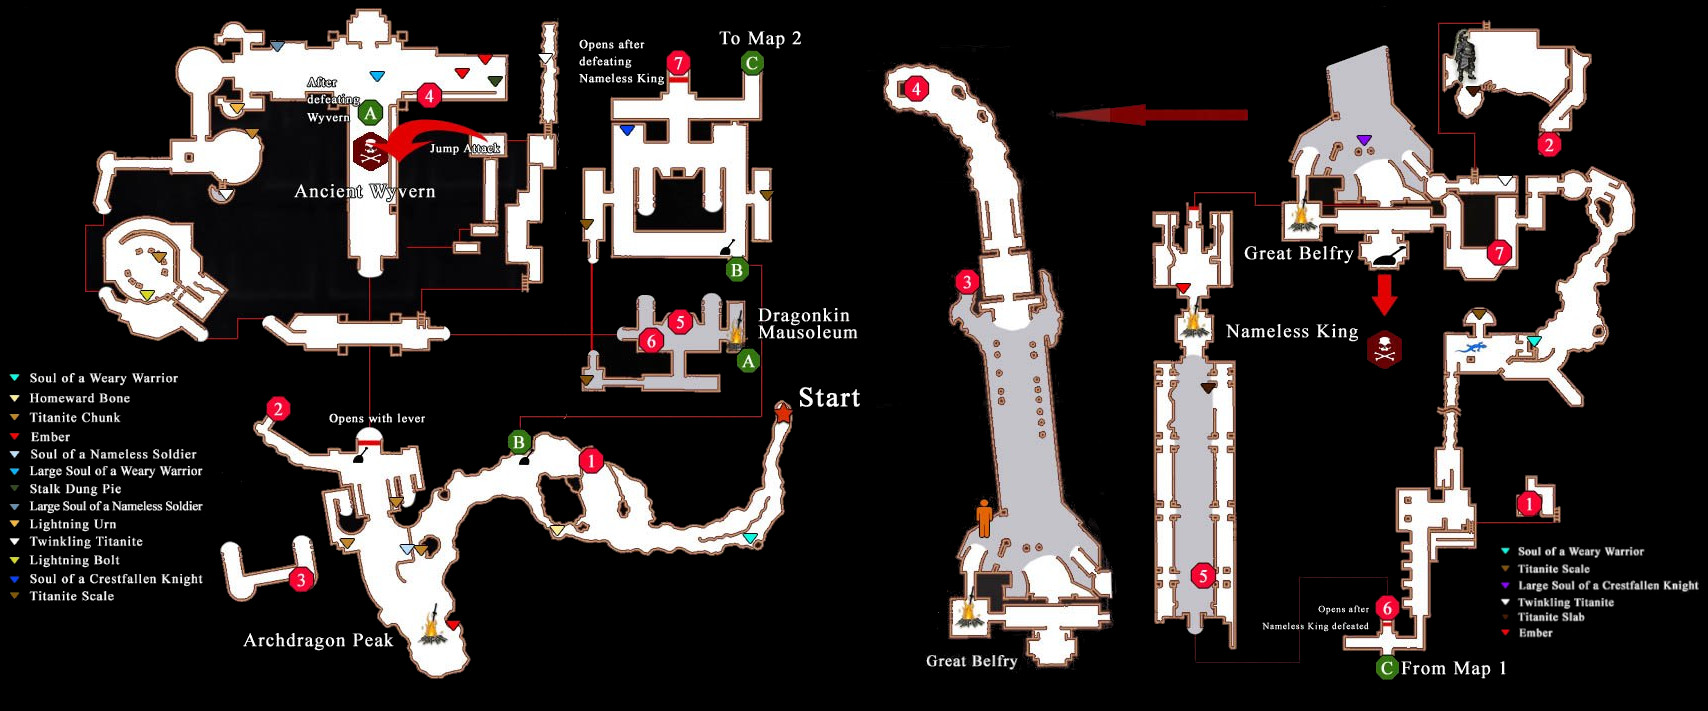 Opens after
defeating
Nameless King
7
To Map 2
C
After
defeating
Wyvern
A
4
Jump Attack
Ancient Wyvern
B
5
6
Dragonkin
Mausoleum
A
Soul of a Weary Warrior
Homeward Bone
Titanite Chunk
Ember
Soul of a Nameless Soldier
Large Soul of a Weary Warrior
Stalk Dung Pie
Large Soul of a Nameless Soldier
Lightning Urn
Twinkling Titanite
Lightning Bolt
Soul of a Crestfallen Knight
Titanite Scale
2
Opens with lever
Start
B
1
3
Archdragon Peak
4
3
Great Belfry
2
Great Belfry
7
Nameless King
5
1
6
Opens after
Nameless King defeated
C From Map 1
Soul of a Weary Warrior
Titanite Scale
Large Soul of a Crestfallen Knight
Twinkling Titanite
Titanite Slab
Ember